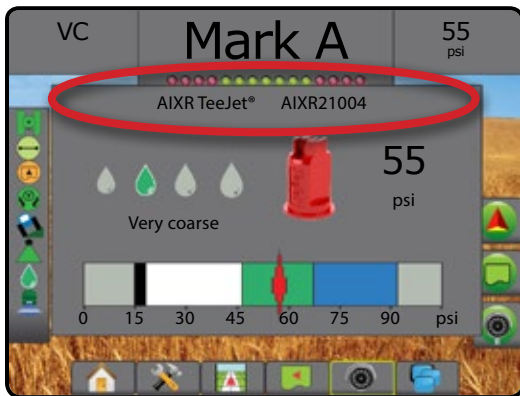 VC Mark A 55
psi
AIXR TeeJet® AIXR21004
55
psi
Very coarse
0 15 30 45 60 75 90 psi